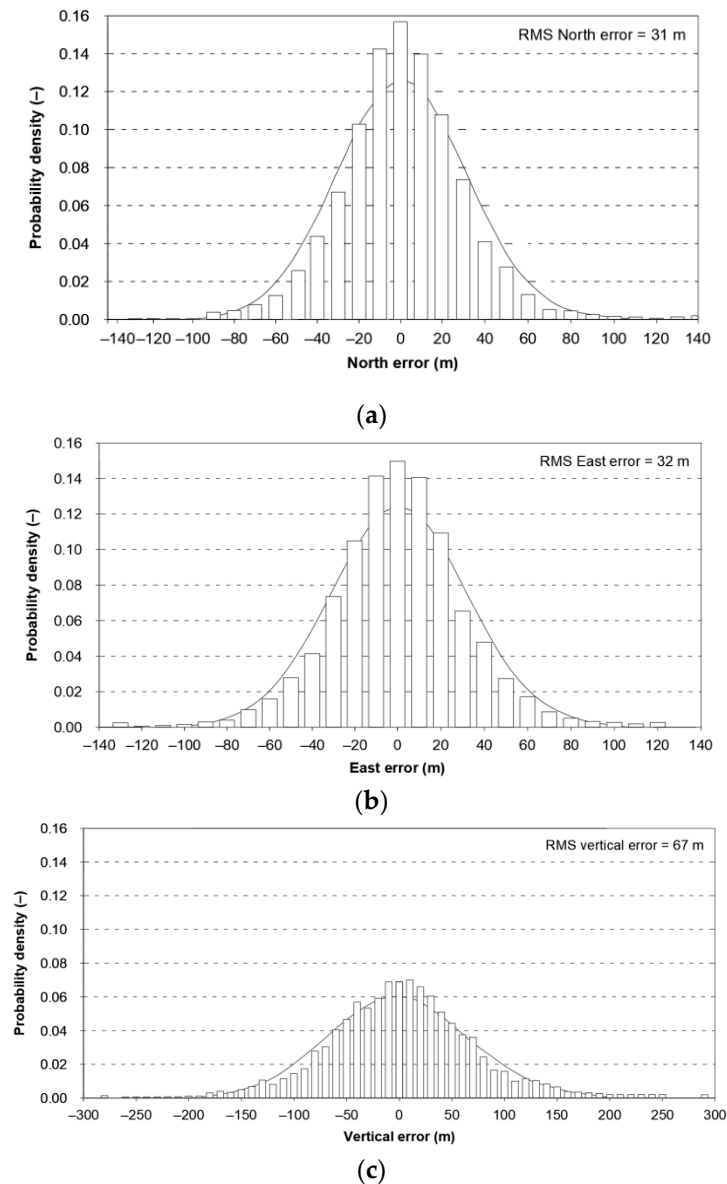 0.16
RMS North error = 31 m
0.14
0.12
0.10
0.08
0.06
0.04
0.02
0.00
Probability density (–)
–140 –120 –100 –80 –60 –40 –20 0 20 40 60 80 100 120 140
North error (m)
(a)
0.16
RMS East error = 32 m
0.14
0.12
0.10
0.08
0.06
0.04
0.02
0.00
Probability density (–)
–140 –120 –100 –80 –60 –40 –20 0 20 40 60 80 100 120 140
East error (m)
(b)
0.16
RMS vertical error = 67 m
0.14
0.12
0.10
0.08
0.06
0.04
0.02
0.00
Probability density (–)
–300 –250 –200 –150 –100 –50 0 50 100 150 200 250 300
Vertical error (m)
(c)